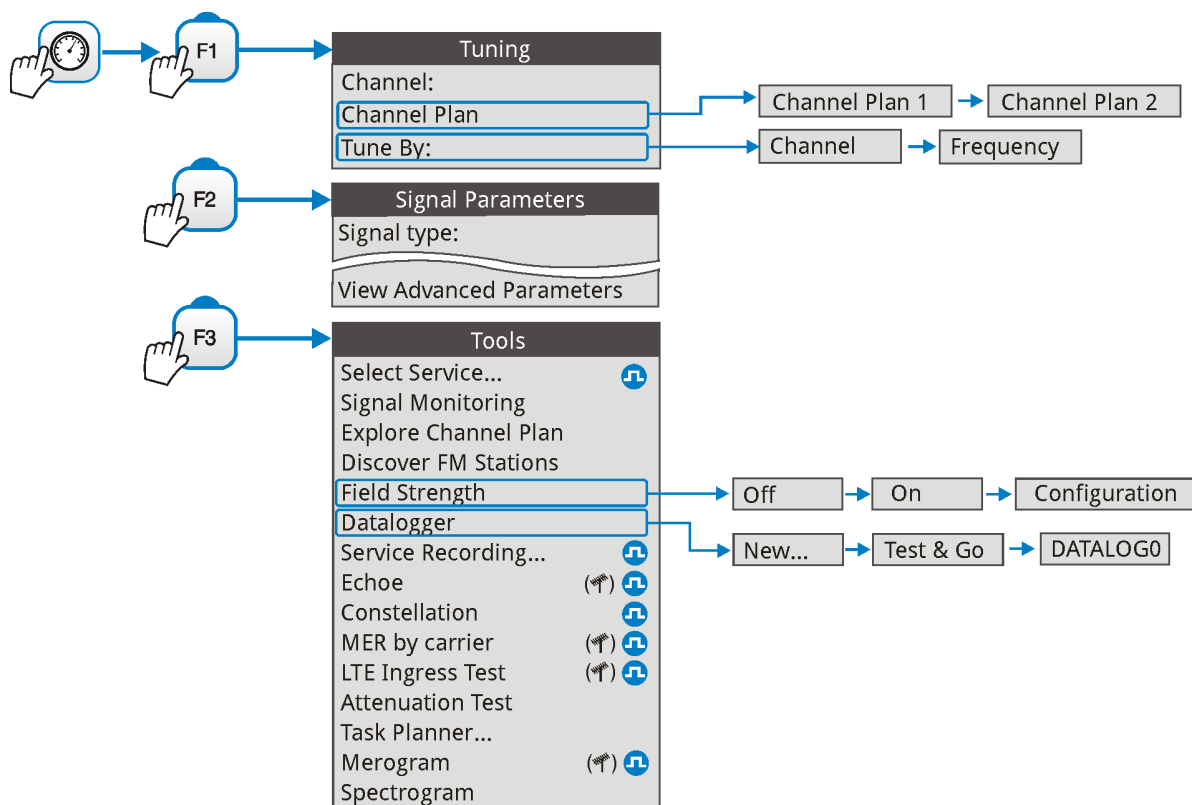 F1
Tuning
Channel:
Channel Plan
Channel Plan 1
Channel Plan 2
Tune By:
Channel
Frequency
F2
Signal Parameters
Signal type:
View Advanced Parameters
F3
Tools
Select Service...
Signal Monitoring
Explore Channel Plan
Discover FM Stations
Field Strength
Off
On
Configuration
Datalogger
New...
Test & Go
DATALOG0
Service Recording...
Echoe
Constellation
MER by carrier
LTE Ingress Test
Attenuation Test
Task Planner...
Merogram
Spectrogram